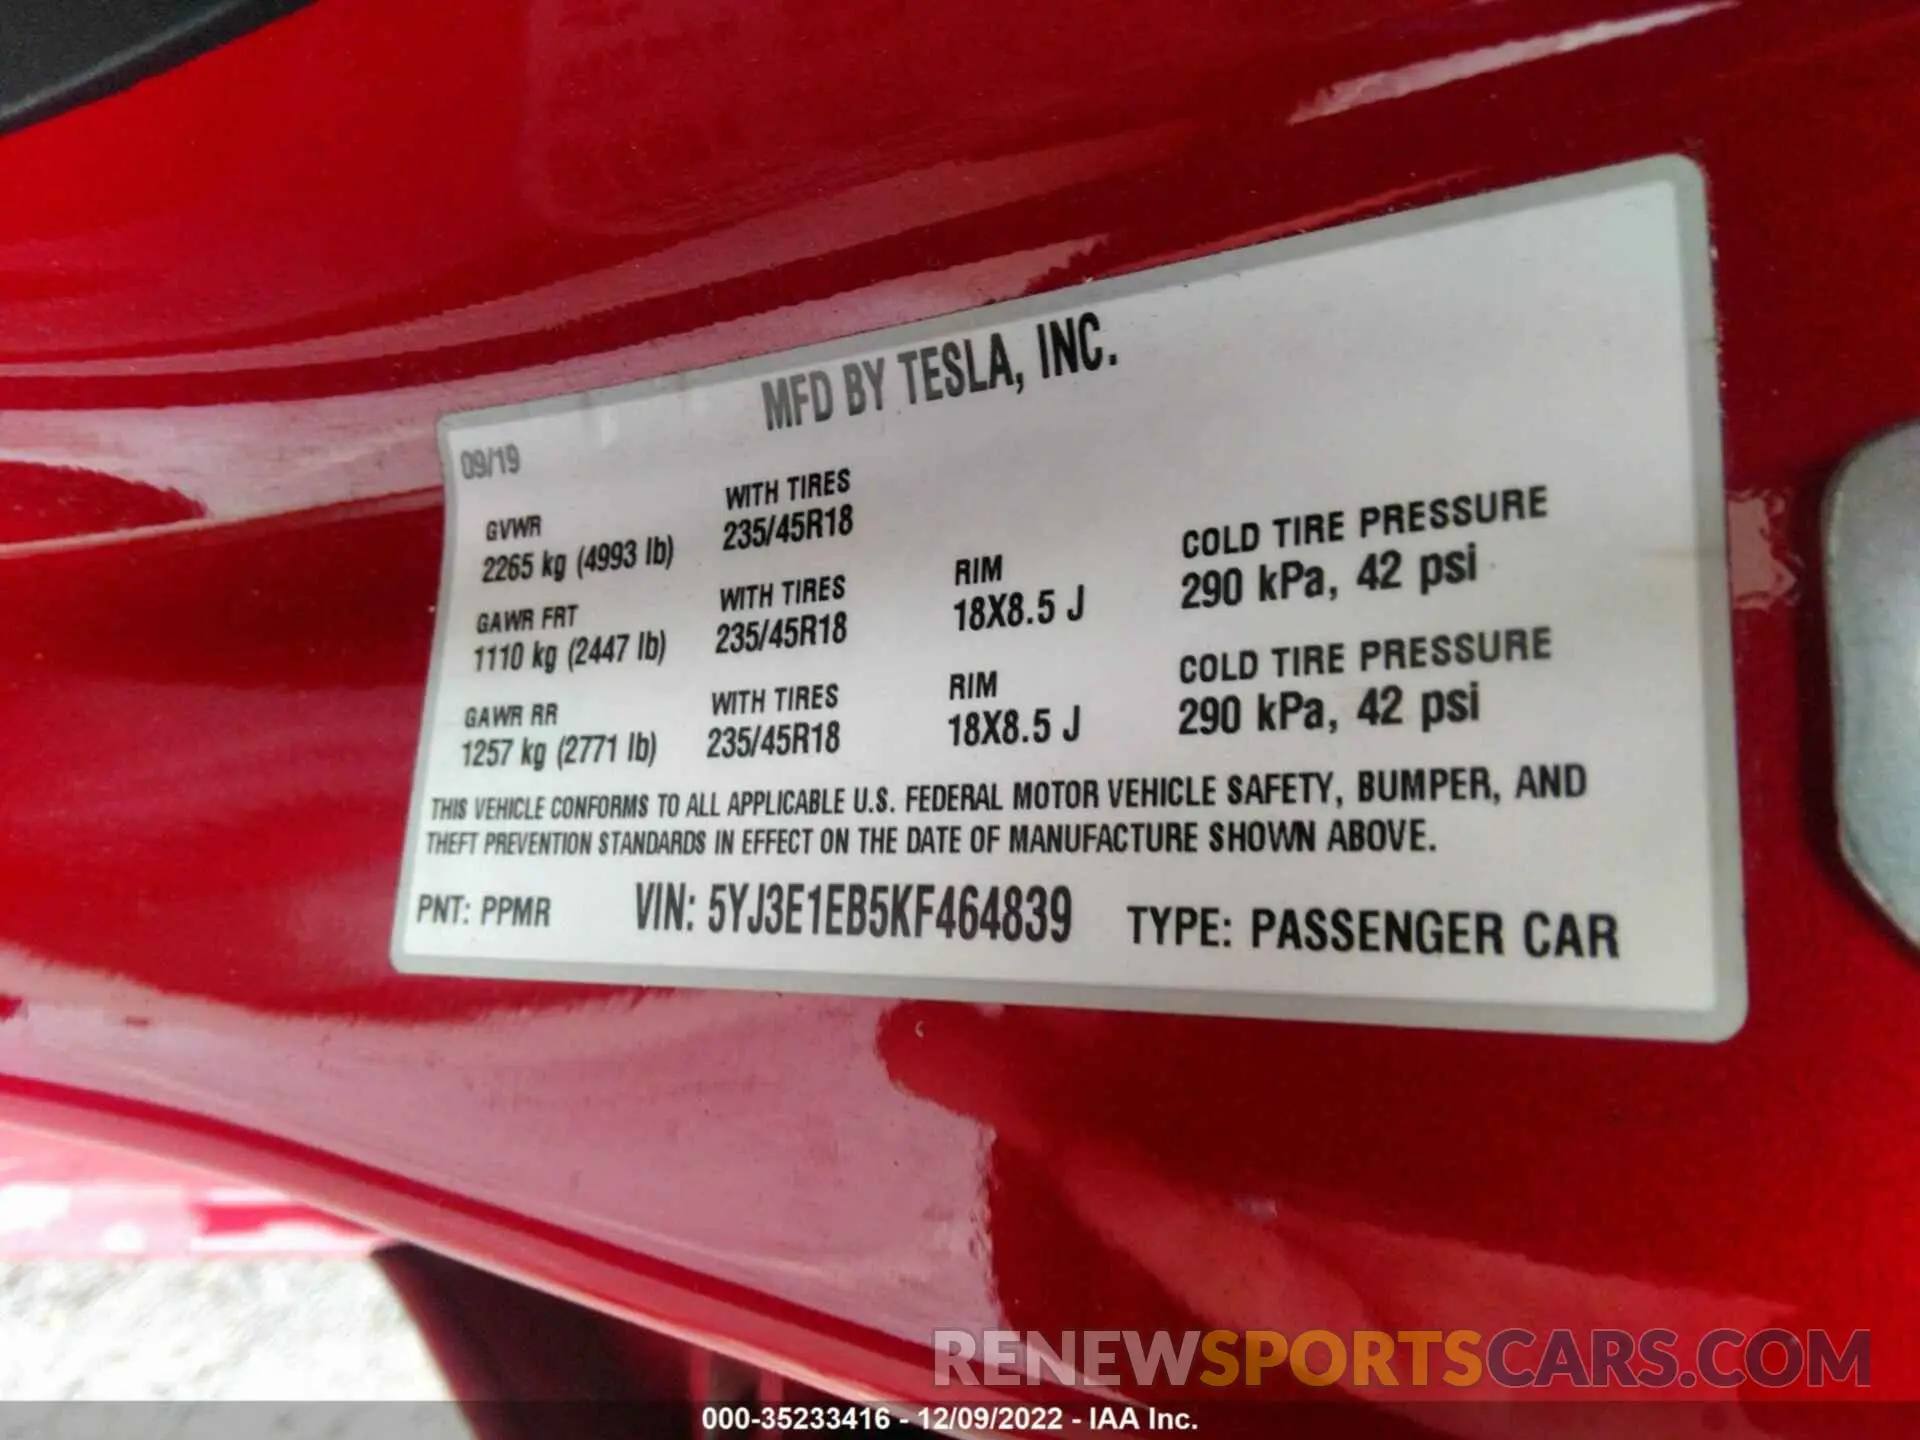 MFD BY TESLA, INC.
09/19
GVWR
2265 kg (4993 lb)
WITH TIRES
235/45R18
GAWR FRT
1110 kg (2447 lb)
WITH TIRES
235/45R18
RIM
18X8.5 J
COLD TIRE PRESSURE
290 kPa, 42 psi
GAWR RR
1257 kg (2771 lb)
WITH TIRES
235/45R18
RIM
18X8.5 J
COLD TIRE PRESSURE
290 kPa, 42 psi
THIS VEHICLE CONFORMS TO ALL APPLICABLE U.S. FEDERAL MOTOR VEHICLE SAFETY, BUMPER, AND
THEFT PREVENTION STANDARDS IN EFFECT ON THE DATE OF MANUFACTURE SHOWN ABOVE.
PNT: PPMR VIN: 5YJ3E1EB5KF464839 TYPE: PASSENGER CAR
RENEWSPORTSCARS.COM
000-35233416 - 12/09/2022 - IAA Inc.